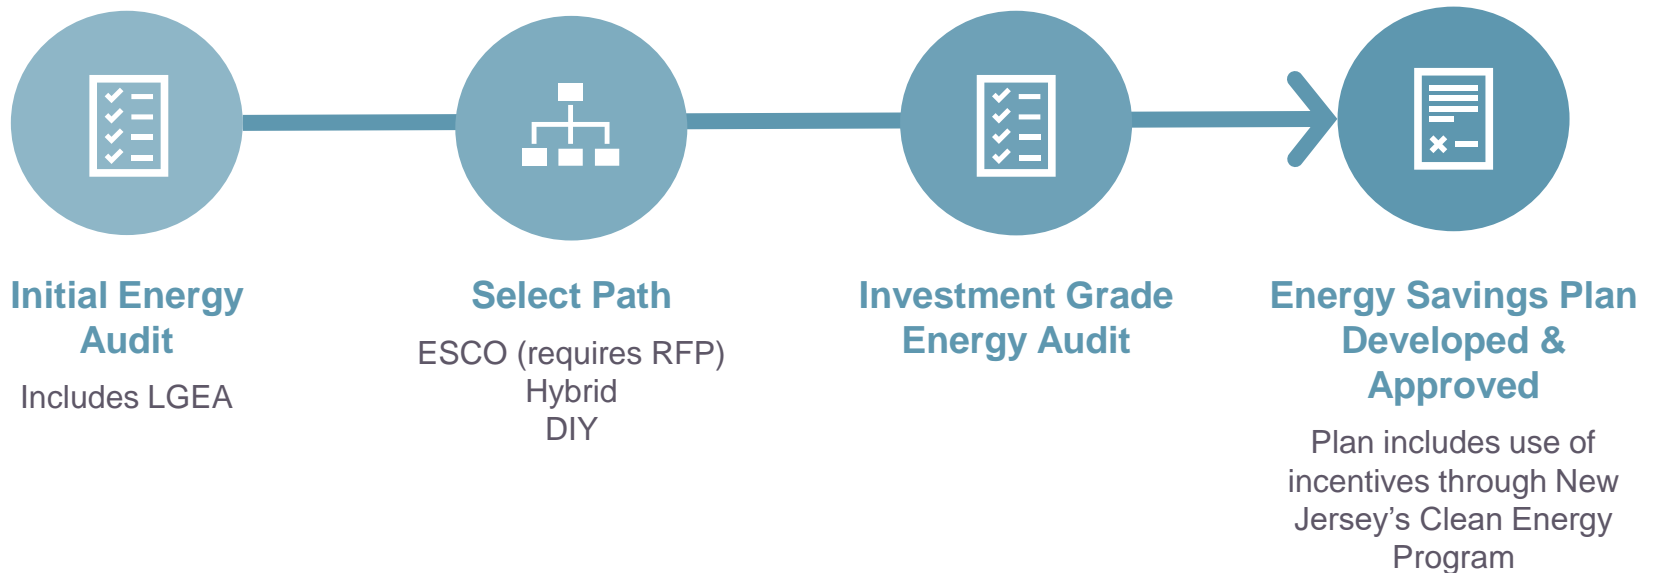 Initial Energy
Audit
Includes LGEA
Select Path
ESCO (requires RFP)
Hybrid
DIY
Investment Grade
Energy Audit
Energy Savings Plan
Developed &
Approved
Plan includes use of
incentives through New
Jersey’s Clean Energy
Program